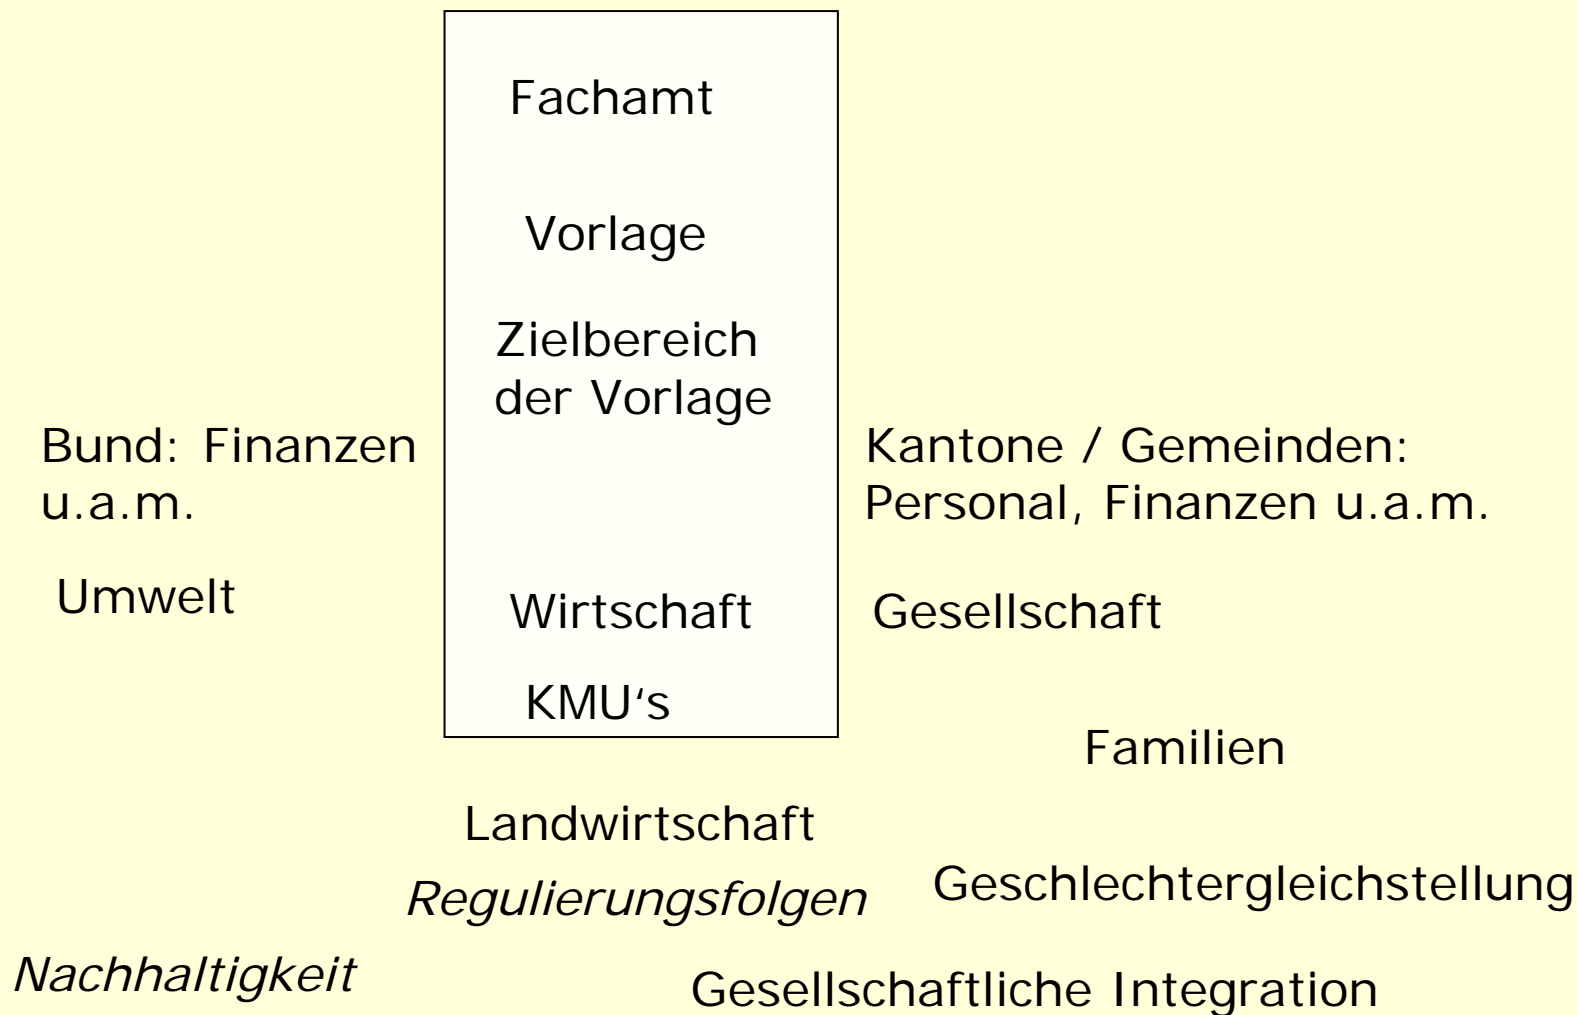 Fachamt
Vorlage
Zielbereich
der Vorlage
Bund: Finanzen
u.a.m.
Kantone / Gemeinden:
Personal, Finanzen u.a.m.
Umwelt
Wirtschaft
Gesellschaft
KMU‘s
Familien
Landwirtschaft
Regulierungsfolgen
Geschlechtergleichstellung
Nachhaltigkeit
Gesellschaftliche Integration